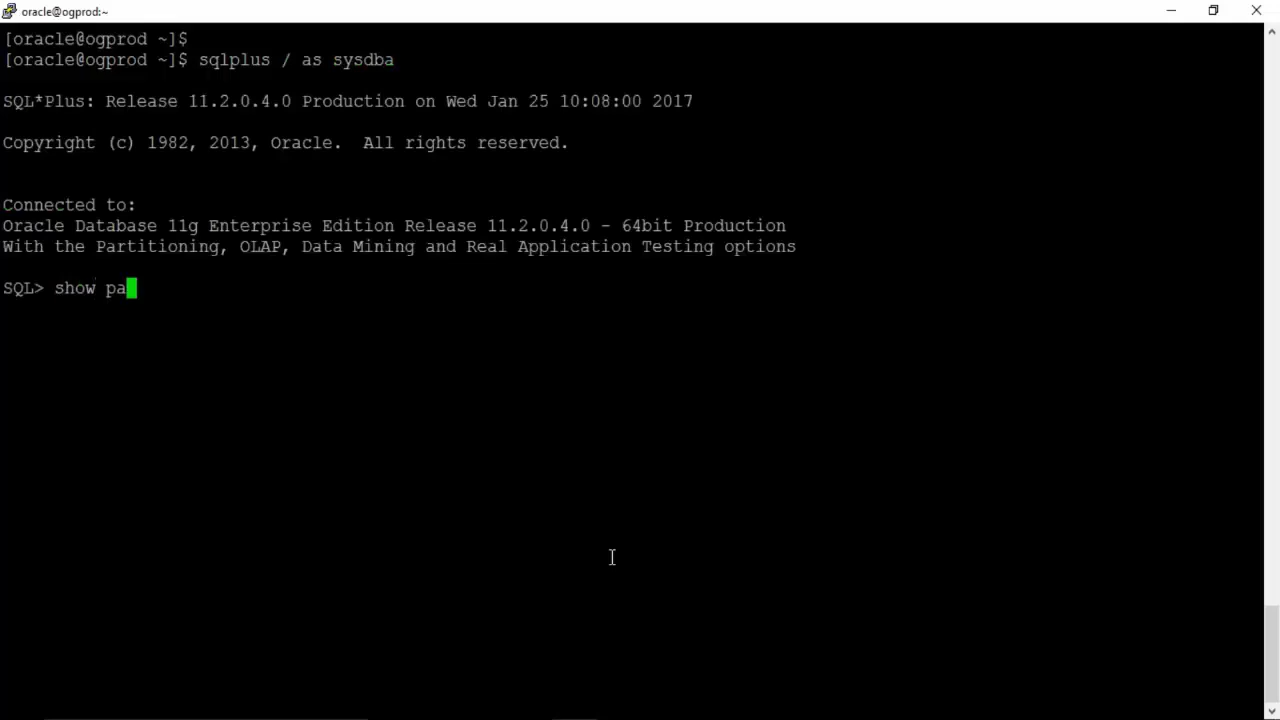 oracle@ogprod:~
[oracle@ogprod ~]$
[oracle@ogprod ~]$ sqlplus / as sysdba
SQL*Plus: Release 11.2.0.4.0 Production on Wed Jan 25 10:08:00 2017
Copyright (c) 1982, 2013, Oracle.  All rights reserved.
Connected to:
Oracle Database 11g Enterprise Edition Release 11.2.0.4.0 - 64bit Production
With the Partitioning, OLAP, Data Mining and Real Application Testing options
SQL> show pa